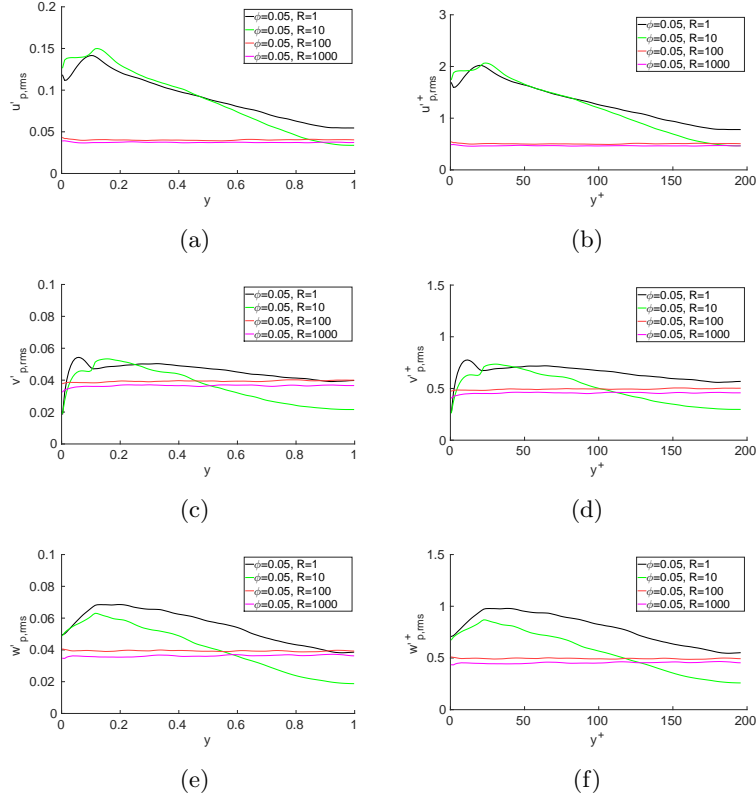 u'p,rms
0.2
0.15
0.1
0.05
0
0 0.2 0.4 0.6 0.8 1
y
ϕ=0.05, R=1
ϕ=0.05, R=10
ϕ=0.05, R=100
ϕ=0.05, R=1000
(a)
u'+p,rms
3
2
1
0
0 50 100 150 200
y+
ϕ=0.05, R=1
ϕ=0.05, R=10
ϕ=0.05, R=100
ϕ=0.05, R=1000
(b)
v'p,rms
0.1
0.08
0.06
0.04
0.02
0
0 0.2 0.4 0.6 0.8 1
y
ϕ=0.05, R=1
ϕ=0.05, R=10
ϕ=0.05, R=100
ϕ=0.05, R=1000
(c)
v'+p,rms
1.5
1
0.5
0
0 50 100 150 200
y+
ϕ=0.05, R=1
ϕ=0.05, R=10
ϕ=0.05, R=100
ϕ=0.05, R=1000
(d)
w'p,rms
0.1
0.08
0.06
0.04
0.02
0
0 0.2 0.4 0.6 0.8 1
y
ϕ=0.05, R=1
ϕ=0.05, R=10
ϕ=0.05, R=100
ϕ=0.05, R=1000
(e)
w'+p,rms
1.5
1
0.5
0
0 50 100 150 200
y+
ϕ=0.05, R=1
ϕ=0.05, R=10
ϕ=0.05, R=100
ϕ=0.05, R=1000
(f)